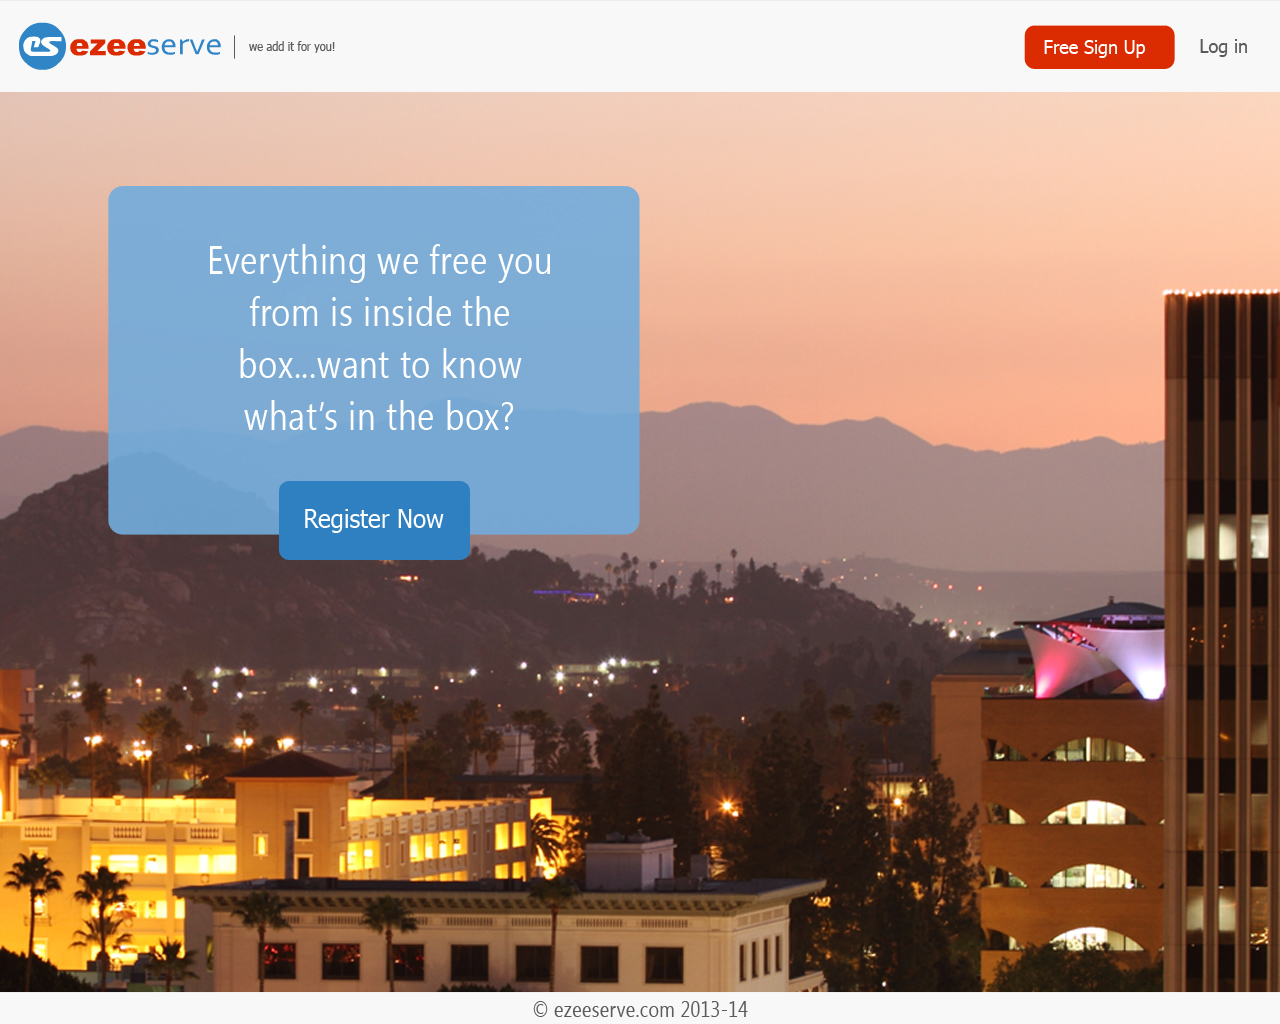 es ezeeserve | we add it for you!
Free Sign Up
Log in
Everything we free you
from is inside the
box...want to know
what's in the box?
Register Now
© ezeeserve.com 2013-14